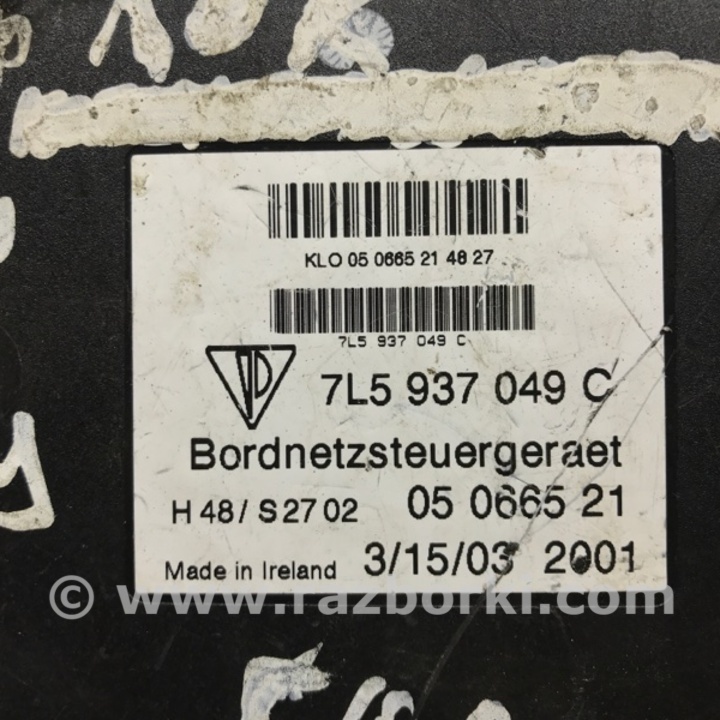 KLO 05 0665 21 48 27
7L5 937 049 C
7L5 937 049 C
Bordnetzsteuergeraet
H 48/ S 27 02 05 0665 21
Made in Ireland 3/15/03 2001
© www.razborki.com